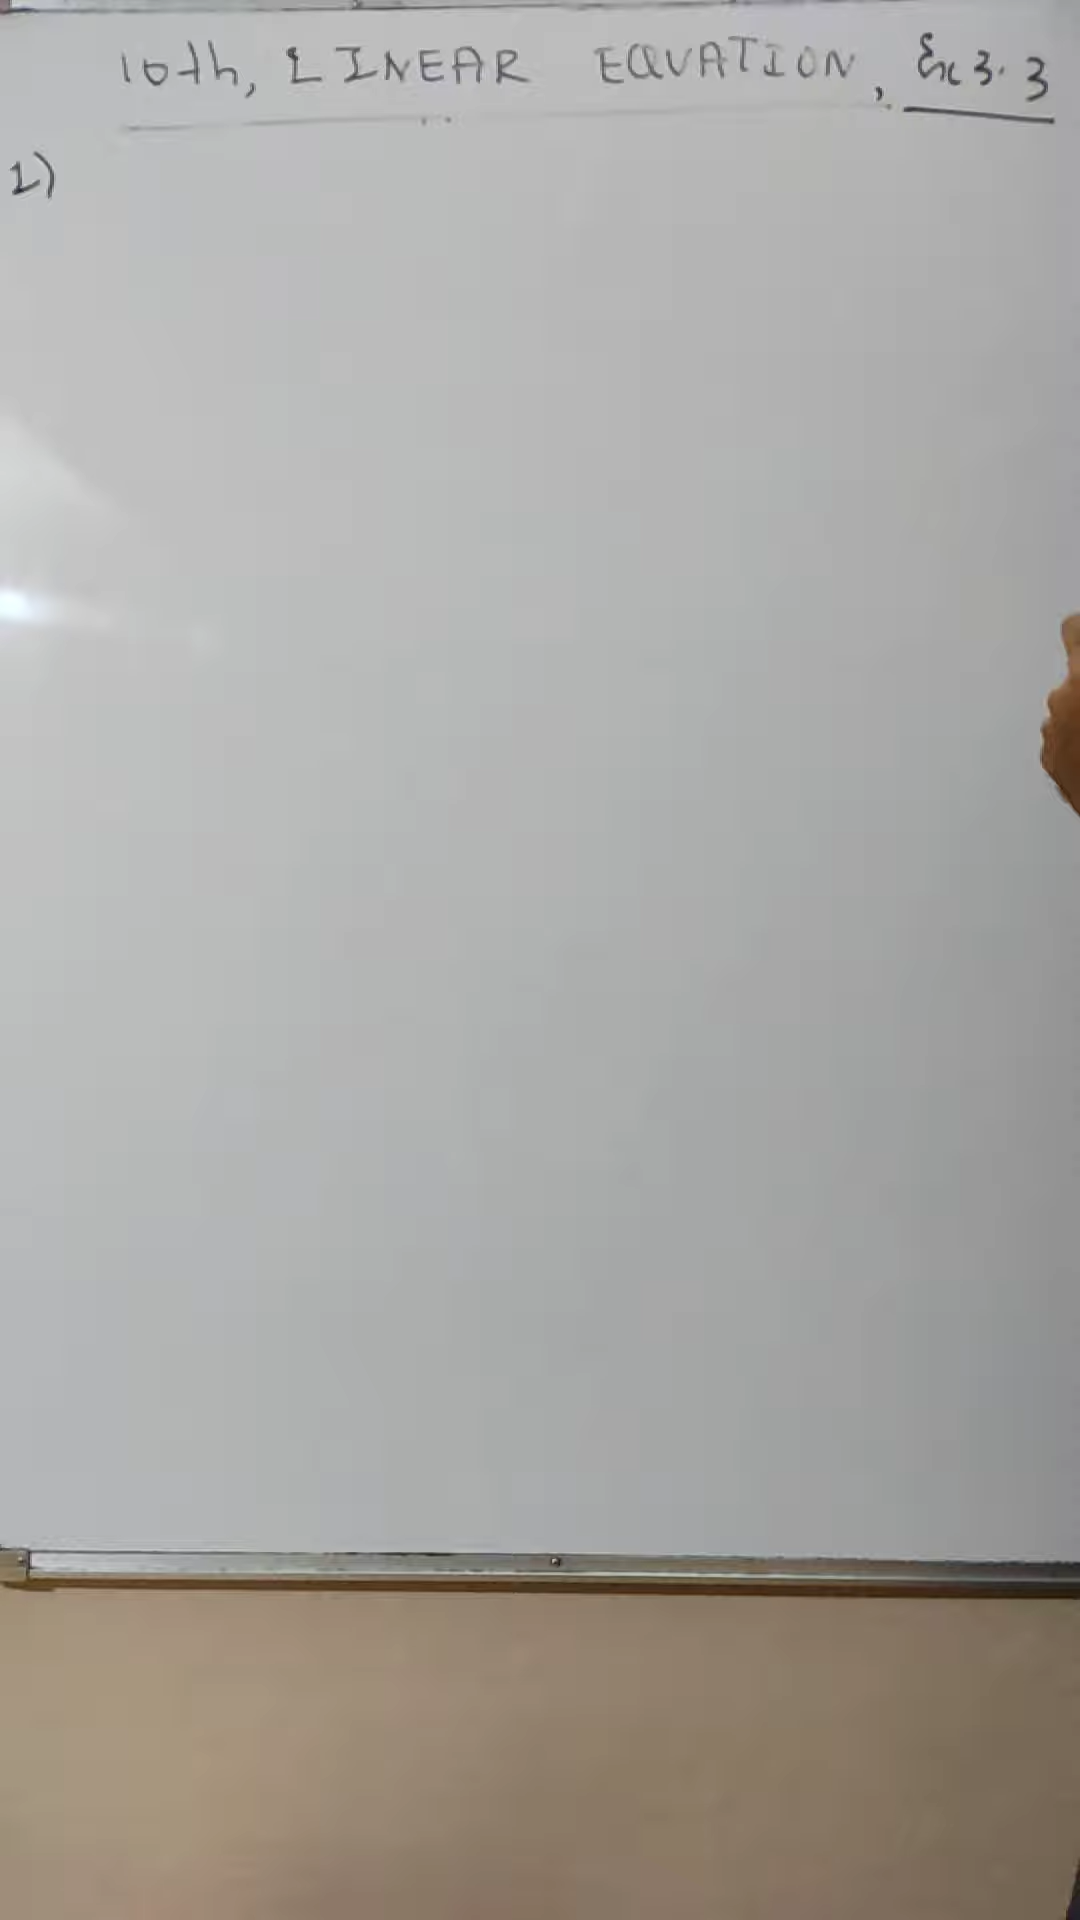 10th, LINEAR EQUATION, Ex 3.3
1)